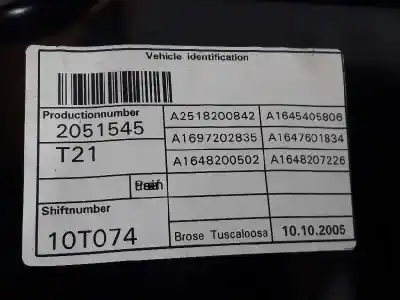 Vehicle identification
Productionnumber
2051545
T21
Shiftnumber
10T074
A2518200842 A1645405806
A1697202835 A1647601834
A1648200502 A1648207226
Brose Tuscaloosa 10.10.2005